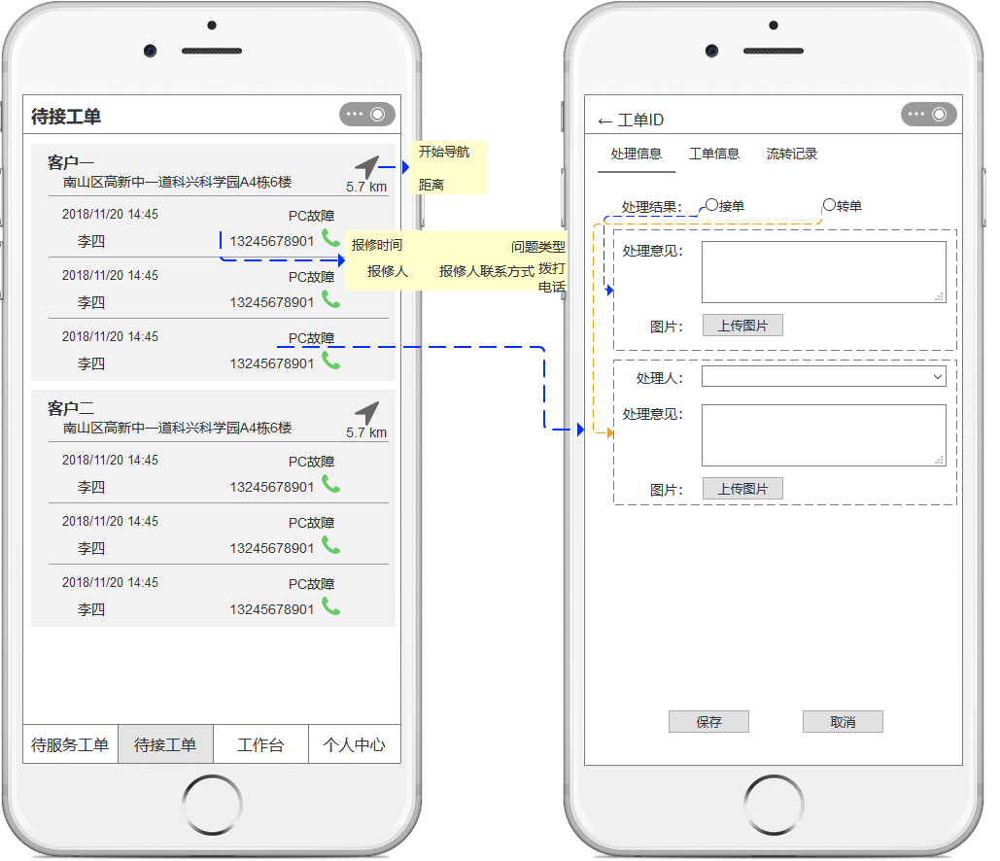 待接工单
客户一
南山区高新中一道科兴科学园A4栋6楼
5.7 km
开始导航
距离
2018/11/20 14:45
PC故障
李四
13245678901
报修时间
问题类型
报修人
报修人联系方式
拨打
电话
2018/11/20 14:45
PC故障
李四
13245678901
2018/11/20 14:45
PC故障
李四
13245678901
客户二
南山区高新中一道科兴科学园A4栋6楼
5.7 km
2018/11/20 14:45
PC故障
李四
13245678901
2018/11/20 14:45
PC故障
李四
13245678901
2018/11/20 14:45
PC故障
李四
13245678901
待服务工单
待接工单
工作台
个人中心
←工单ID
处理信息
工单信息
流转记录
处理结果：
接单
转单
处理意见：
图片：
上传图片
处理人：
处理意见：
图片：
上传图片
保存
取消